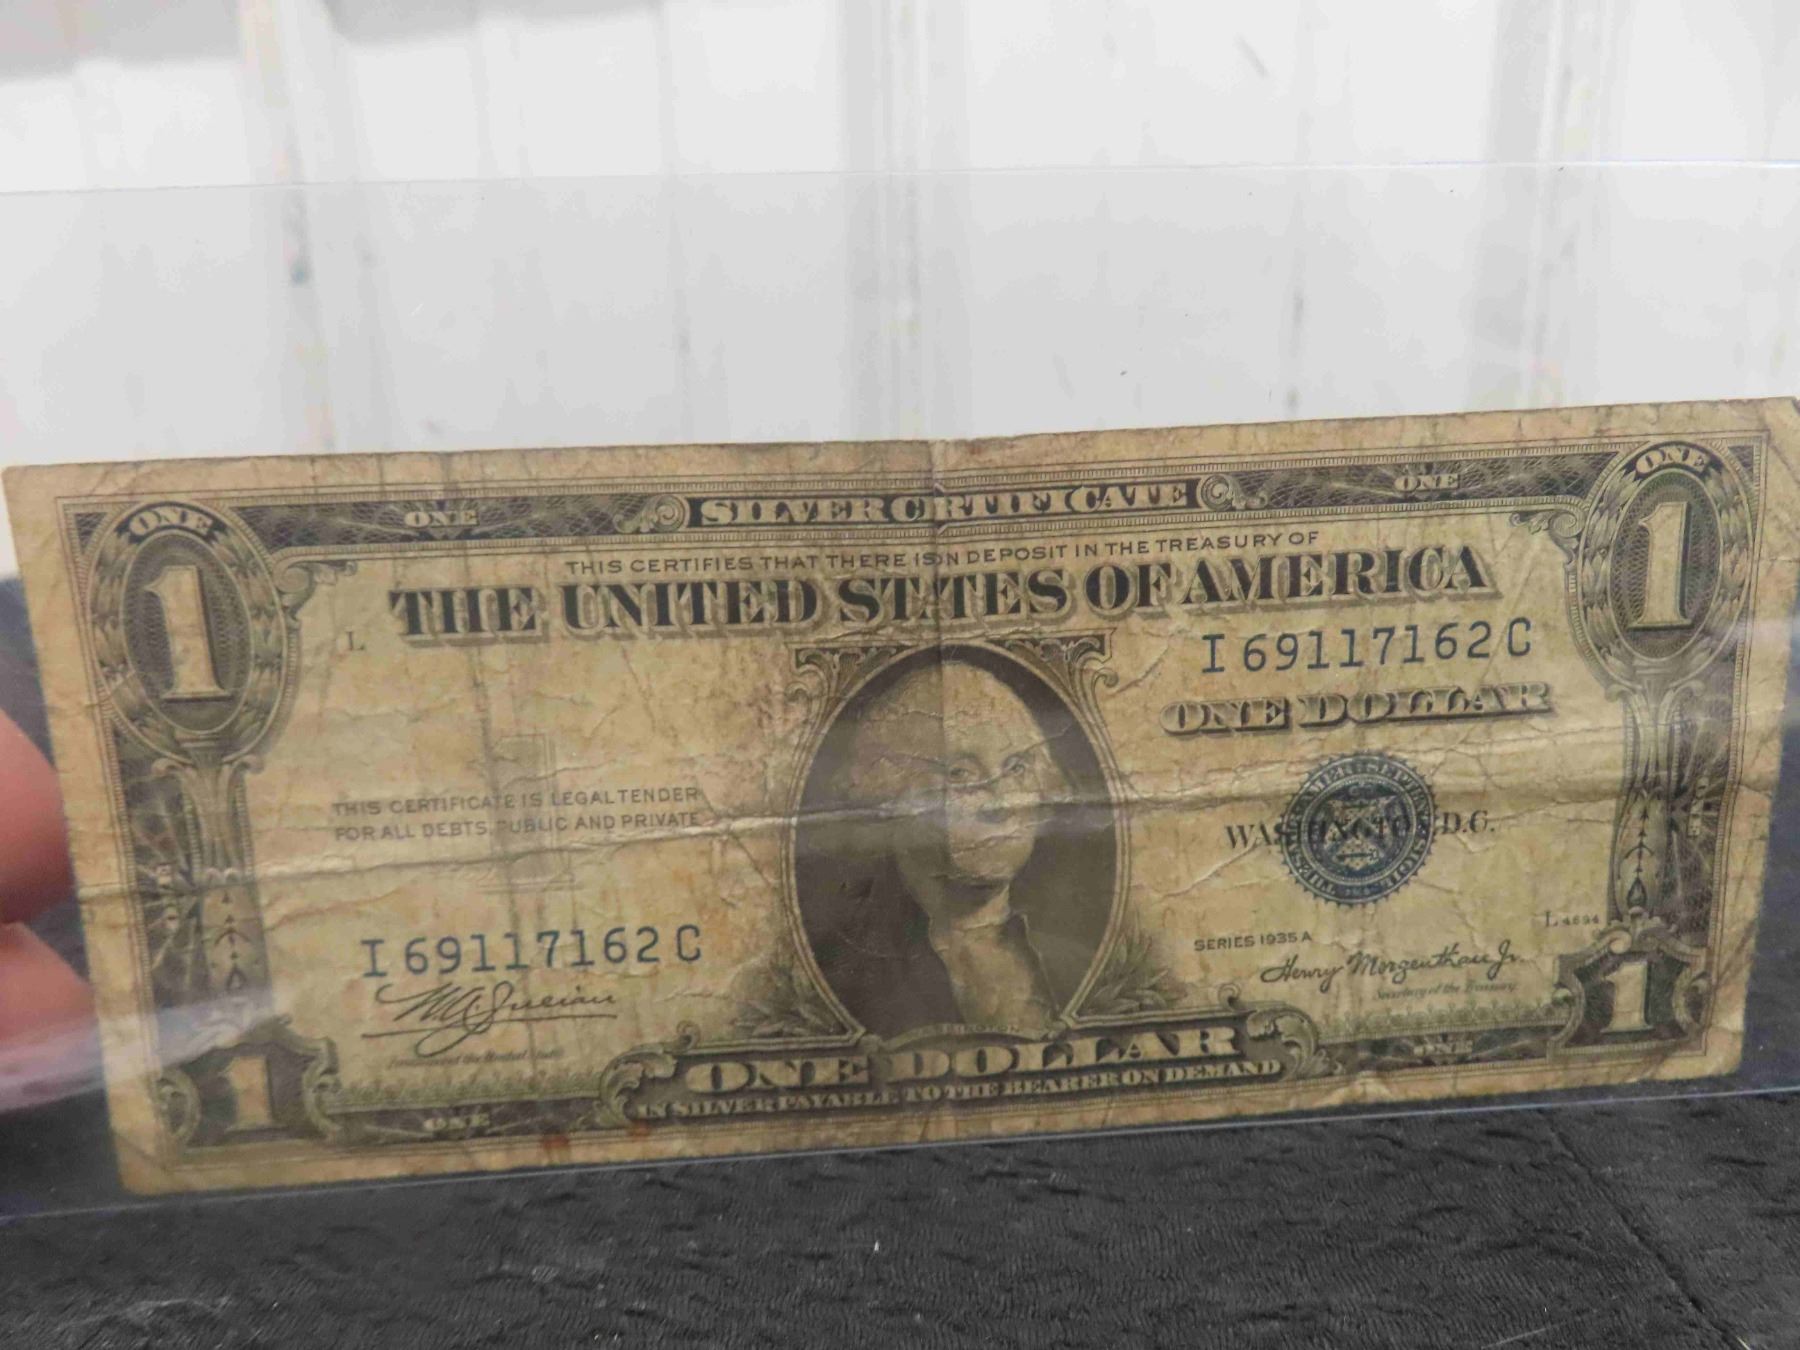 ONE
SILVER CERTIFICATE
ONE
ONE
ONE
1
1
THIS CERTIFIES THAT THERE IS ON DEPOSIT IN THE TREASURY OF
THE UNITED STATES OF AMERICA
L
I 69117162 C
ONE DOLLAR
THIS CERTIFICATE IS LEGAL TENDER
FOR ALL DEBTS, PUBLIC AND PRIVATE
WASHINGTON, D.C.
I 69117162 C
L 4694
SERIES 1935 A
W.A. Julian
Henry Morgenthau Jr.
Secretary of the Treasury
WASHINGTON
1
1
ONE DOLLAR
IN SILVER PAYABLE TO THE BEARER ON DEMAND
ONE
ONE